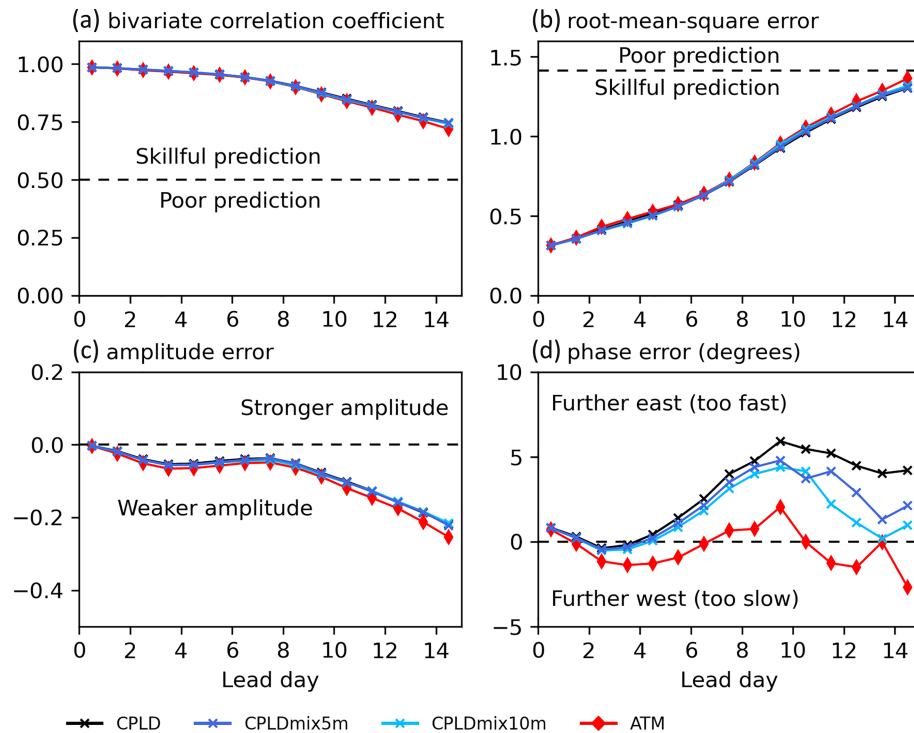 (a) bivariate correlation coefficient
1.00
0.75
0.50
0.25
0.00
Skillful prediction
Poor prediction
0 2 4 6 8 10 12 14
(b) root-mean-square error
1.5
1.0
0.5
0.0
Poor prediction
Skillful prediction
0 2 4 6 8 10 12 14
(c) amplitude error
0.2
0.0
−0.2
−0.4
Stronger amplitude
Weaker amplitude
0 2 4 6 8 10 12 14
Lead day
(d) phase error (degrees)
10
5
0
−5
Further east (too fast)
Further west (too slow)
0 2 4 6 8 10 12 14
Lead day
CPLD CPLDmix5m CPLDmix10m ATM